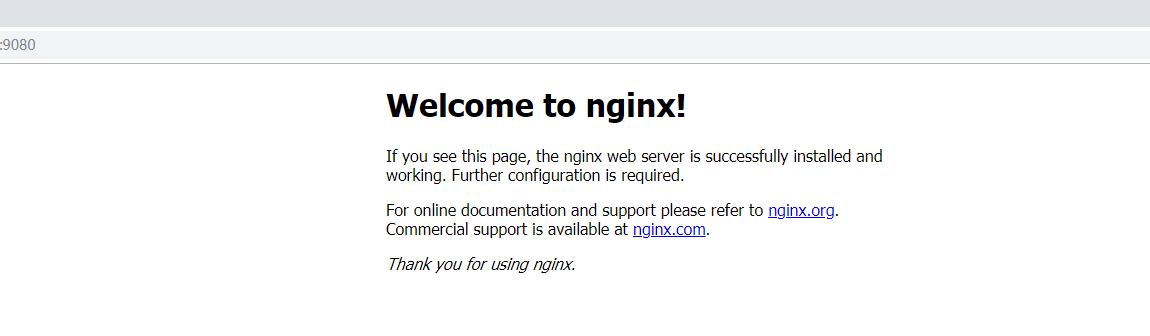 :9080
Welcome to nginx!
If you see this page, the nginx web server is successfully installed and
working. Further configuration is required.
For online documentation and support please refer to nginx.org.
Commercial support is available at nginx.com.
Thank you for using nginx.